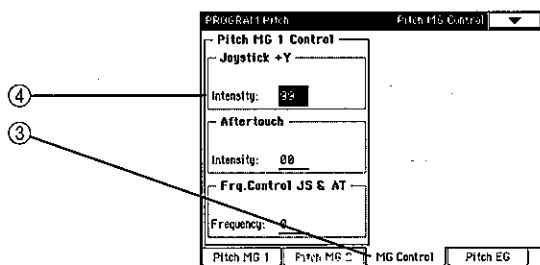 PROGRAM Pitch Pitch MG Control
Pitch MG 1 Control
Joystick +Y
④
Intensity: 99
③
Aftertouch
Intensity: 00
Frq.Control JS & AT
Frequency: 0
Pitch MG 1 Pitch MG 2 MG Control Pitch EG